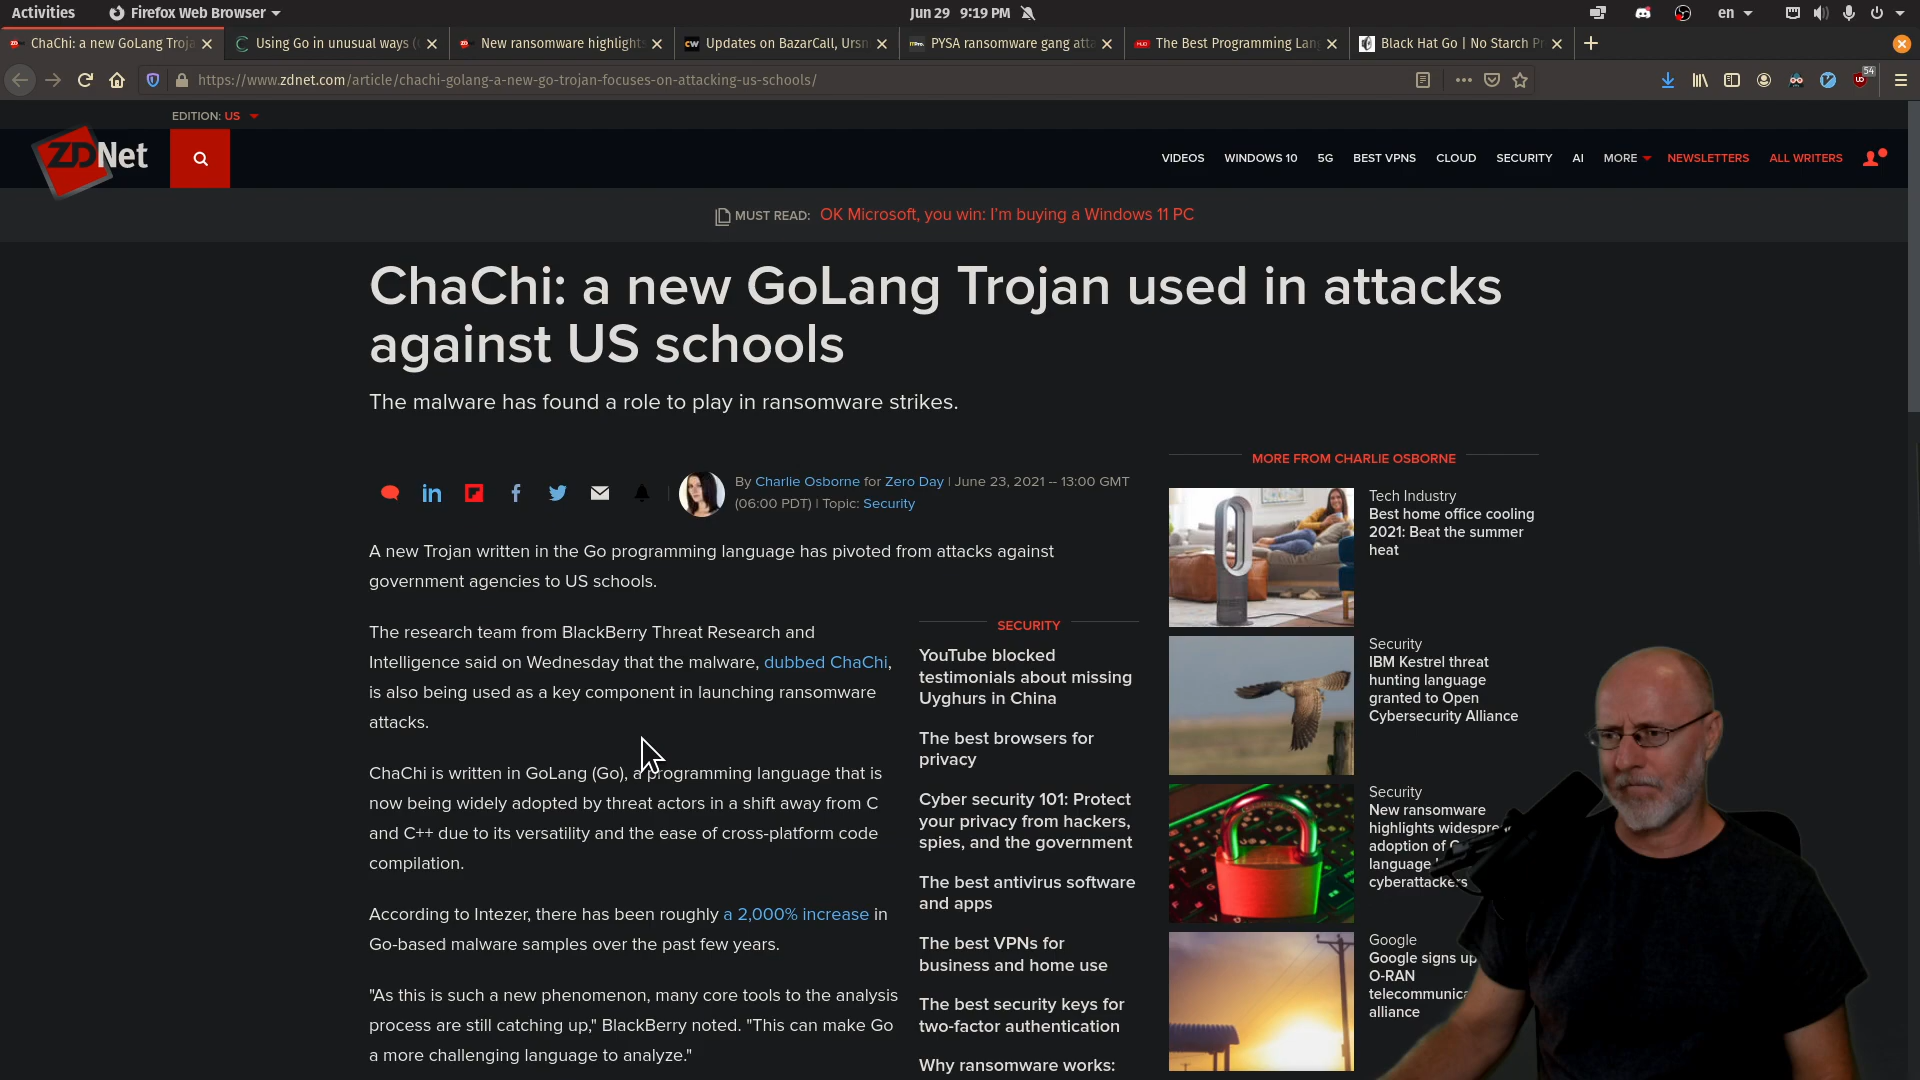 Activities
Firefox Web Browser
Jun 29 9:19 PM
en
ChaChi: a new GoLang Troja
Using Go in unusual ways (
New ransomware highlights
Updates on BazarCall, Ursn
PYSA ransomware gang atta
The Best Programming Lan
Black Hat Go | No Starch Pr
https://www.zdnet.com/article/chachi-golang-a-new-go-trojan-focuses-on-attacking-us-schools/
54
EDITION: US
ZDNet
VIDEOS WINDOWS 10 5G BEST VPNS CLOUD SECURITY AI MORE NEWSLETTERS ALL WRITERS
MUST READ: OK Microsoft, you win: I'm buying a Windows 11 PC
ChaChi: a new GoLang Trojan used in attacks
against US schools
The malware has found a role to play in ransomware strikes.
By Charlie Osborne for Zero Day | June 23, 2021 -- 13:00 GMT
(06:00 PDT) | Topic: Security
A new Trojan written in the Go programming language has pivoted from attacks against
government agencies to US schools.
The research team from BlackBerry Threat Research and
Intelligence said on Wednesday that the malware, dubbed ChaChi,
is also being used as a key component in launching ransomware
attacks.
ChaChi is written in GoLang (Go), a programming language that is
now being widely adopted by threat actors in a shift away from C
and C++ due to its versatility and the ease of cross-platform code
compilation.
According to Intezer, there has been roughly a 2,000% increase in
Go-based malware samples over the past few years.
"As this is such a new phenomenon, many core tools to the analysis
process are still catching up," BlackBerry noted. "This can make Go
a more challenging language to analyze."
SECURITY
YouTube blocked
testimonials about missing
Uyghurs in China
The best browsers for
privacy
Cyber security 101: Protect
your privacy from hackers,
spies, and the government
The best antivirus software
and apps
The best VPNs for
business and home use
The best security keys for
two-factor authentication
Why ransomware works:
MORE FROM CHARLIE OSBORNE
Tech Industry
Best home office cooling
2021: Beat the summer
heat
Security
IBM Kestrel threat
hunting language
granted to Open
Cybersecurity Alliance
Security
New ransomware
highlights widespre
adoption of
language
cyberattackers
Google
Google signs up
O-RAN
telecommunica
alliance